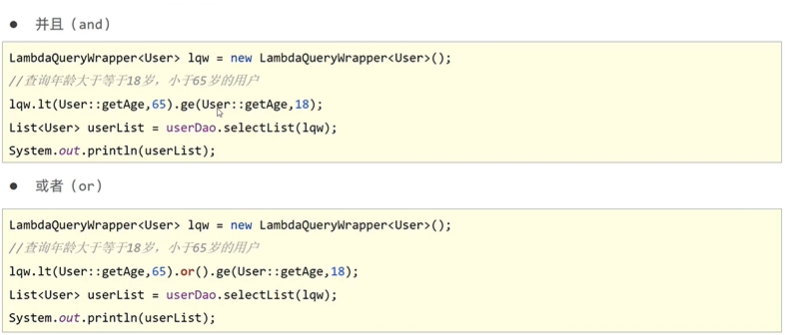 ● 并且（and）
LambdaQueryWrapper<User> lqw = new LambdaQueryWrapper<User>();
//查询年龄大于等于18岁，小于65岁的用户
lqw.lt(User::getAge,65).ge(User::getAge,18);
List<User> userList = userDao.selectList(lqw);
System.out.println(userList);
● 或者（or）
LambdaQueryWrapper<User> lqw = new LambdaQueryWrapper<User>();
//查询年龄大于等于18岁，小于65岁的用户
lqw.lt(User::getAge,65).or().ge(User::getAge,18);
List<User> userList = userDao.selectList(lqw);
System.out.println(userList);